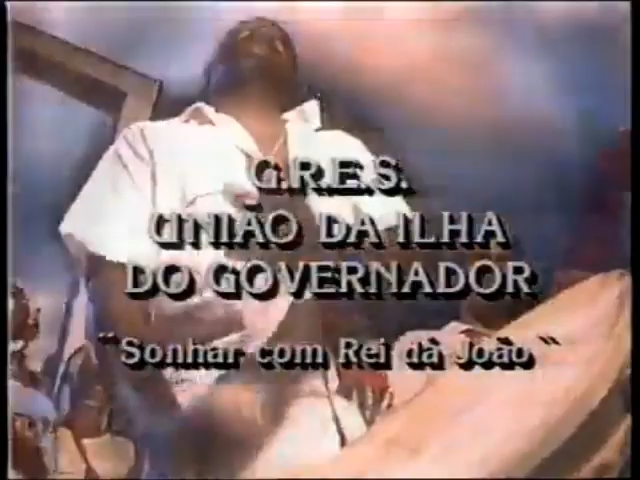 G.R.E.S.
UNIÃO DA ILHA
DO GOVERNADOR
"Sonhar com Rei dá João"